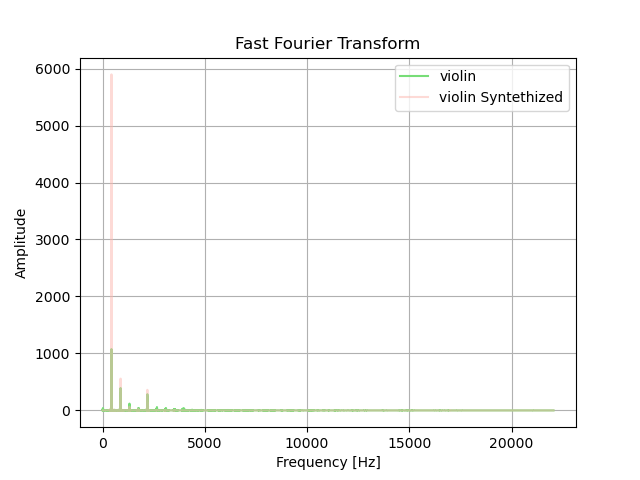 Fast Fourier Transform
violin
violin Syntethized
6000
5000
4000
3000
2000
1000
0
Amplitude
0 5000 10000 15000 20000
Frequency [Hz]